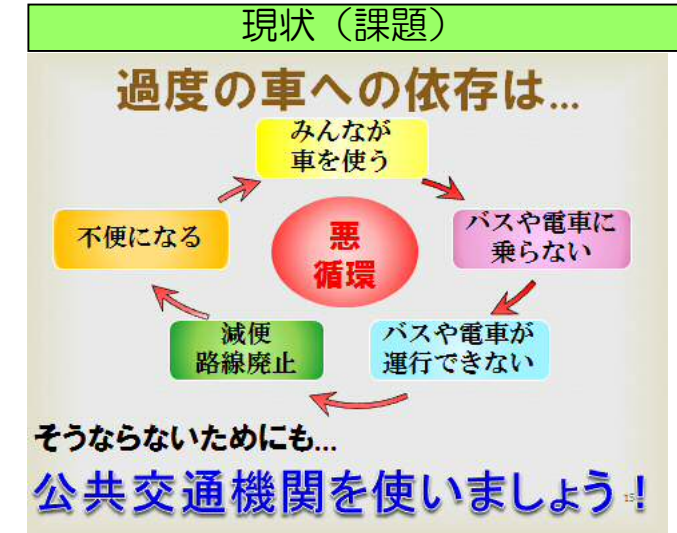 現状（課題）
過度の車への依存は...
みんなが
車を使う
バスや電車に
乗らない
バスや電車が
運行できない
減便
路線廃止
不便になる
悪
循環
そうならないためにも...
公共交通機関を使いましょう！
15